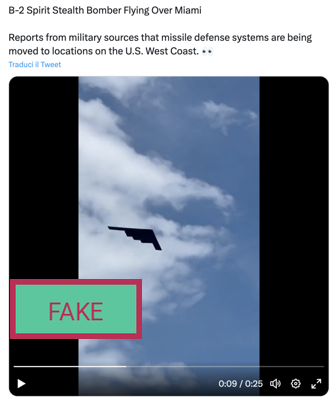 B-2 Spirit Stealth Bomber Flying Over Miami
Reports from military sources that missile defense systems are being
moved to locations on the U.S. West Coast. 👀
Traduci il Tweet
FAKE
0:09 / 0:25